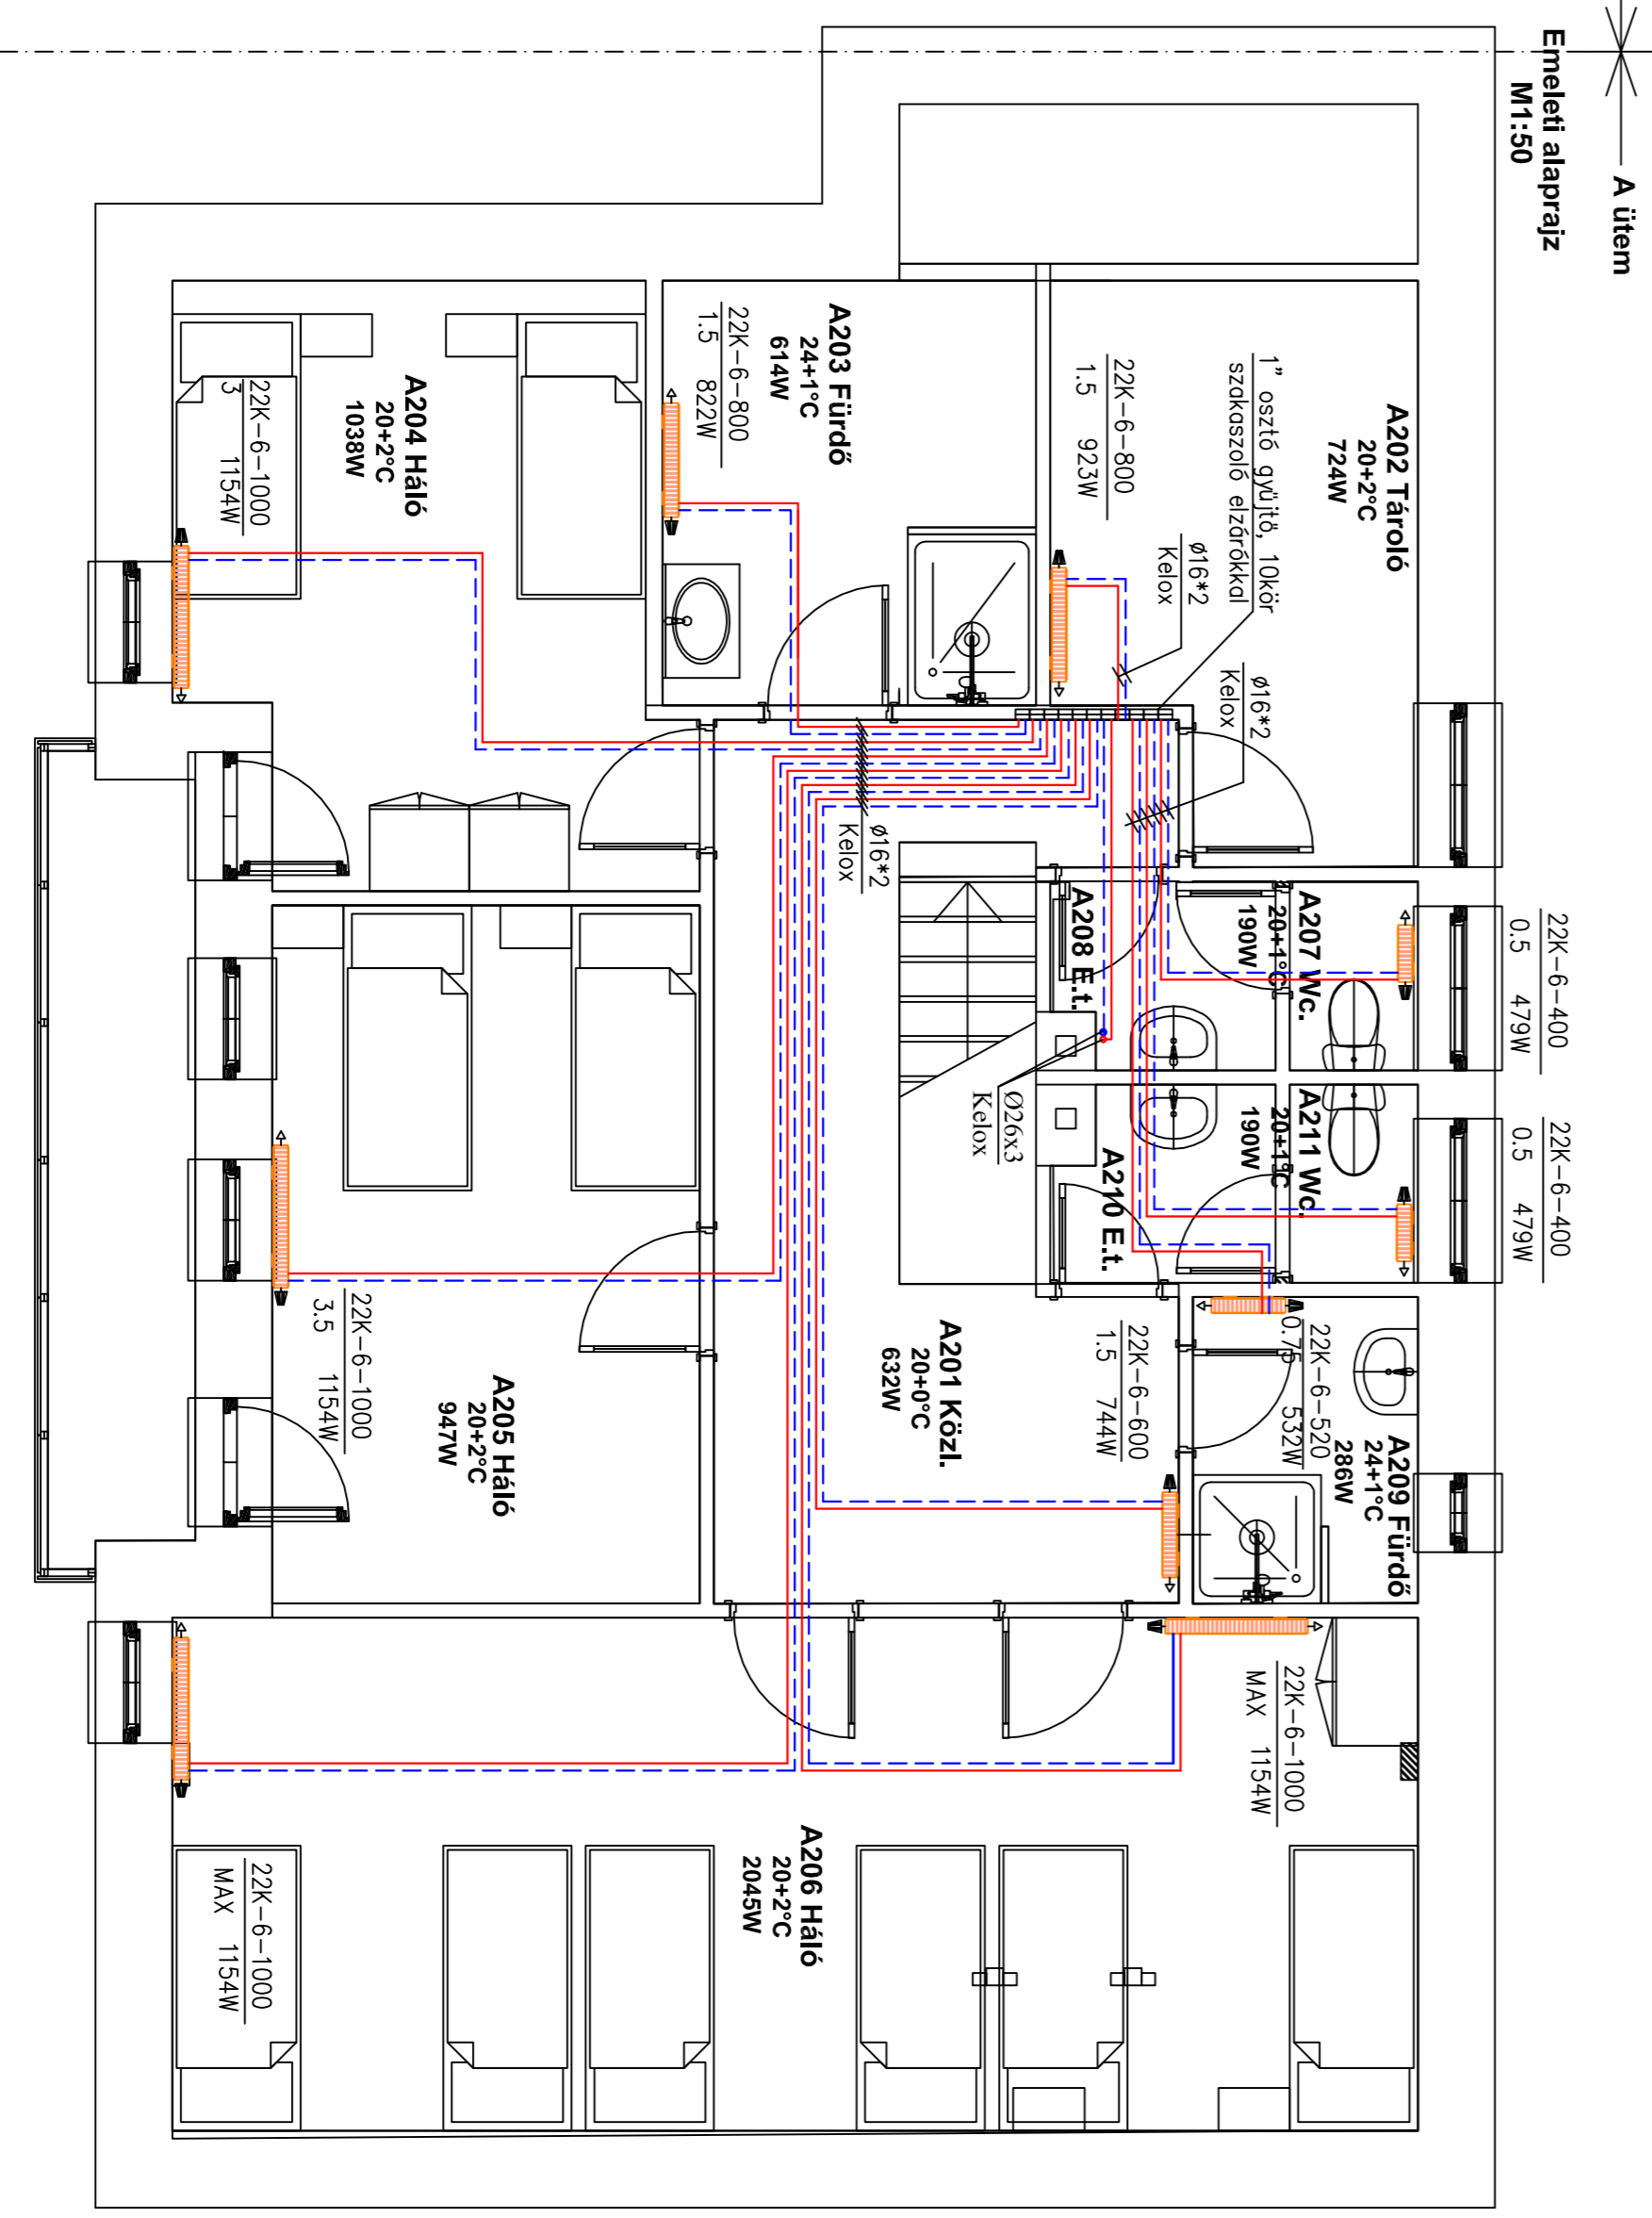 A ütem
Emeleti alaprajz
M1:50
22K-6-400
0.5 479W
22K-6-400
0.5 479W
A202 Tároló
20+2°C
724W
1” osztó gyüjtö, 10kör
szakaszoló elzárókkal
22K-6-800
1.5 923W
ø16*2
Kelox
ø16*2
Kelox
A207 Wc.
20+1°C
190W
A211 Wc.
20+1°C
190W
A209 Fürdő
24+1°C
286W
22K-6-520
0.75 532W
A208 E.t.
A210 E.t.
Ø26x3
Kelox
22K-6-600
1.5 744W
A201 Közl.
20+0°C
632W
22K-6-1000
MAX 1154W
A203 Fürdő
24+1°C
614W
22K-6-800
1.5 822W
ø16*2
Kelox
A204 Háló
20+2°C
1038W
22K-6-1000
3 1154W
A205 Háló
20+2°C
947W
22K-6-1000
3.5 1154W
A206 Háló
20+2°C
2045W
22K-6-1000
MAX 1154W